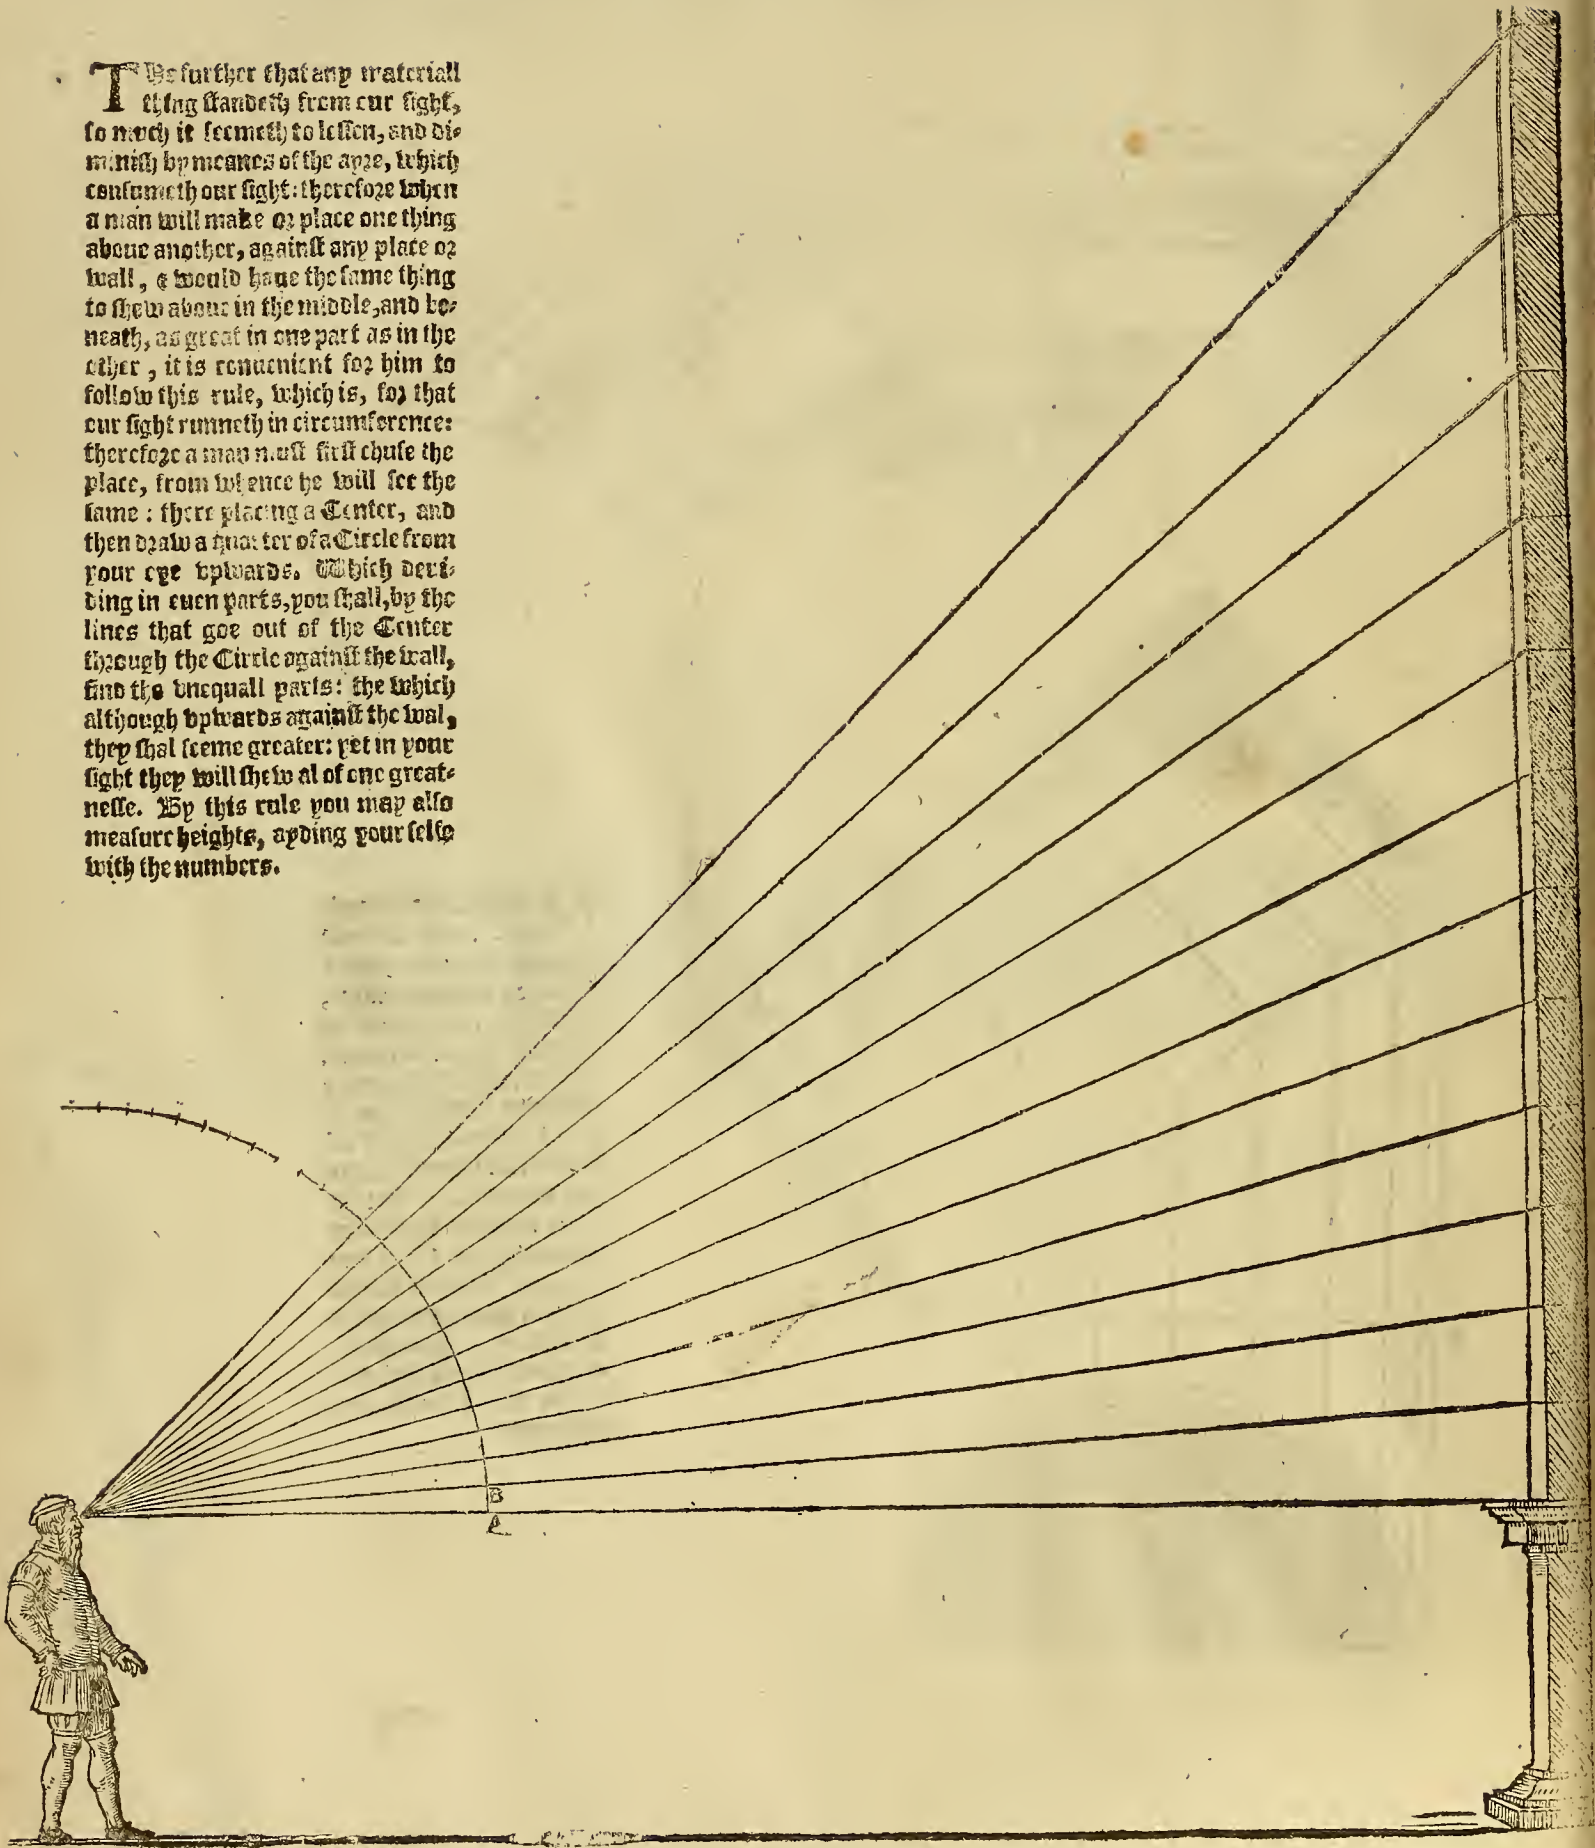 THe further that any materiall
thing standeth from our sight,
so much it seemeth to lessen, and di-
minish by meanes of the ayre, which
consumeth our sight: therefore when
a man will make or place one thing
aboue another, against any place or
wall, & would haue the same thing
to shew aboue in the middle, and be-
neath, as great in one part as in the
other, it is conuenient for him to
follow this rule, which is, for that
our sight runneth in circumference:
therefore a man must first chuse the
place, from whence he will see the
same: there placing a Center, and
then draw a quarter of a Circle from
your eye vpwards. Which deui-
ding in euen parts, you shall, by the
lines that goe out of the Center
through the Circle against the wall,
find the vnequall parts: the which
although vpwards against the wal,
they shal seeme greater: yet in your
sight they will shew al of one great-
nesse. By this rule you may also
measure heights, ayding your selfe
with the numbers.
B
A